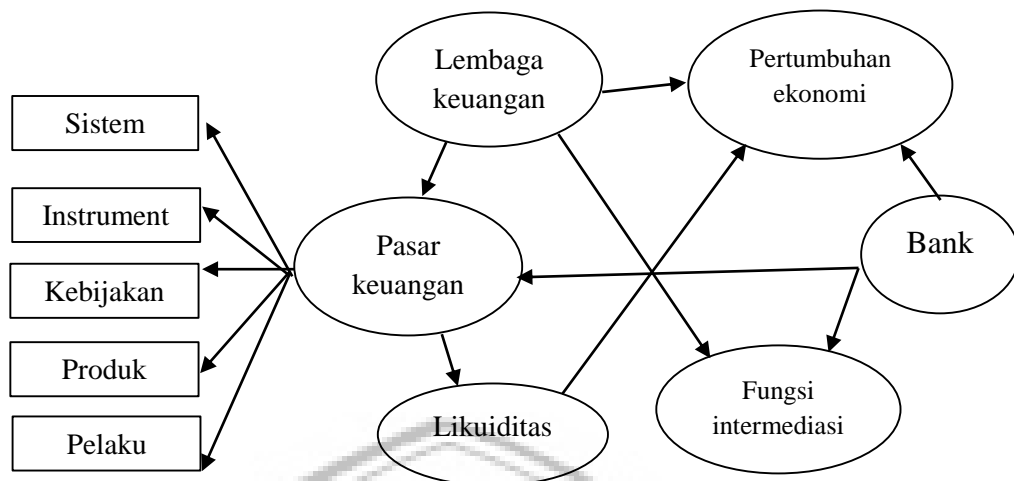 Lembaga
keuangan
Pertumbuhan
ekonomi
Sistem
Instrument
Kebijakan
Produk
Pelaku
Pasar
keuangan
Bank
Likuiditas
Fungsi
intermediasi